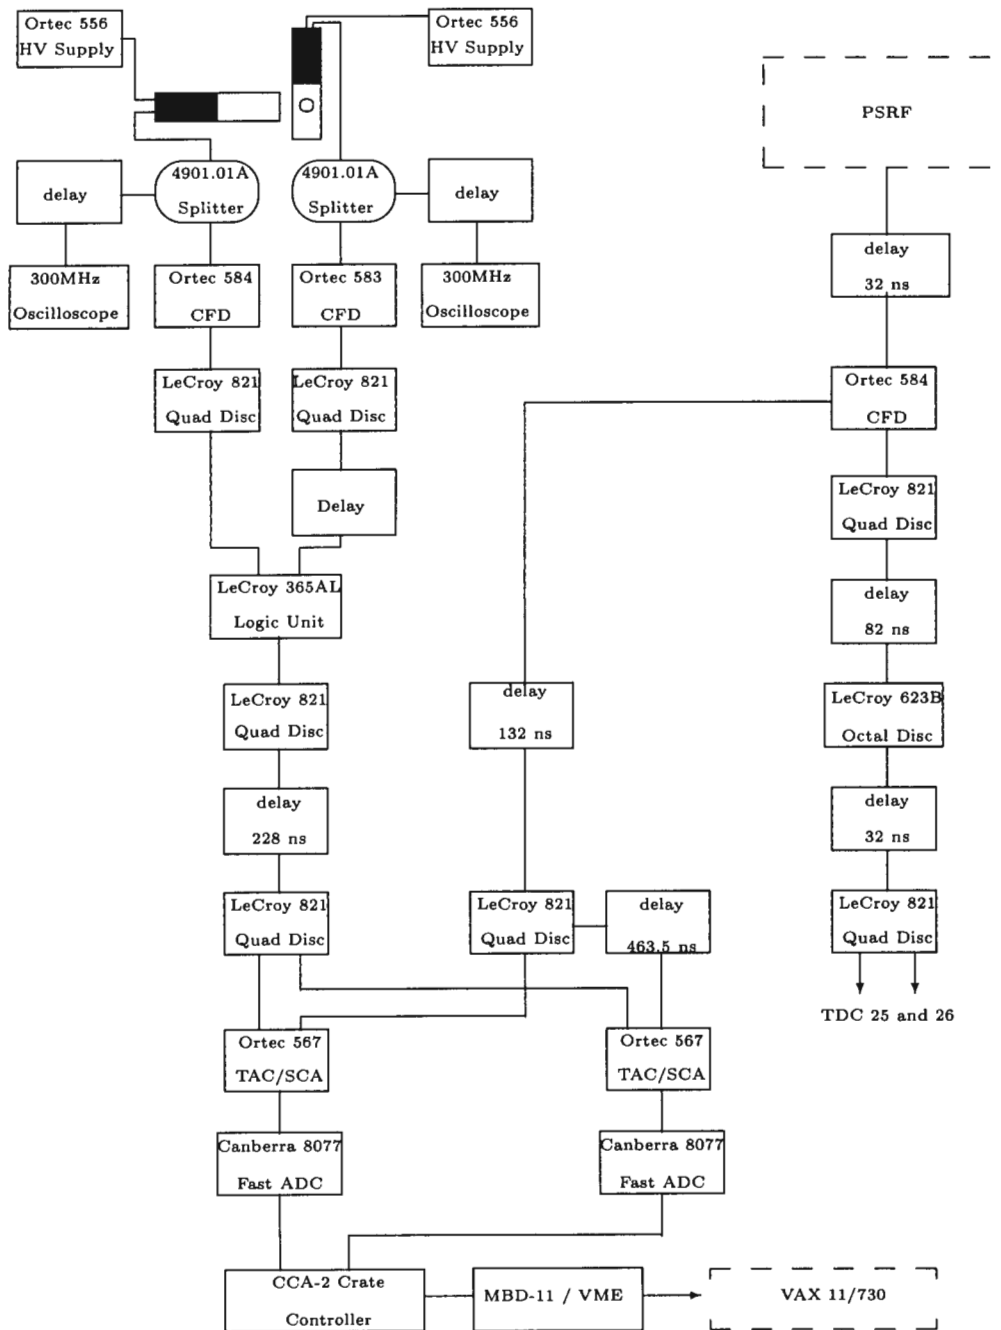 Ortec 556
HV Supply
Ortec 556
HV Supply
PSRF
delay
4901.01A
Splitter
4901.01A
Splitter
delay
delay
32 ns
300MHz
Oscilloscope
Ortec 584
CFD
Ortec 583
CFD
300MHz
Oscilloscope
LeCroy 821
Quad Disc
LeCroy 821
Quad Disc
Ortec 584
CFD
Delay
LeCroy 821
Quad Disc
LeCroy 365AL
Logic Unit
delay
82 ns
LeCroy 821
Quad Disc
delay
132 ns
LeCroy 623B
Octal Disc
delay
228 ns
delay
32 ns
LeCroy 821
Quad Disc
LeCroy 821
Quad Disc
delay
463.5 ns
LeCroy 821
Quad Disc
TDC 25 and 26
Ortec 567
TAC/SCA
Ortec 567
TAC/SCA
Canberra 8077
Fast ADC
Canberra 8077
Fast ADC
CCA-2 Crate
Controller
MBD-11 / VME
VAX 11/730